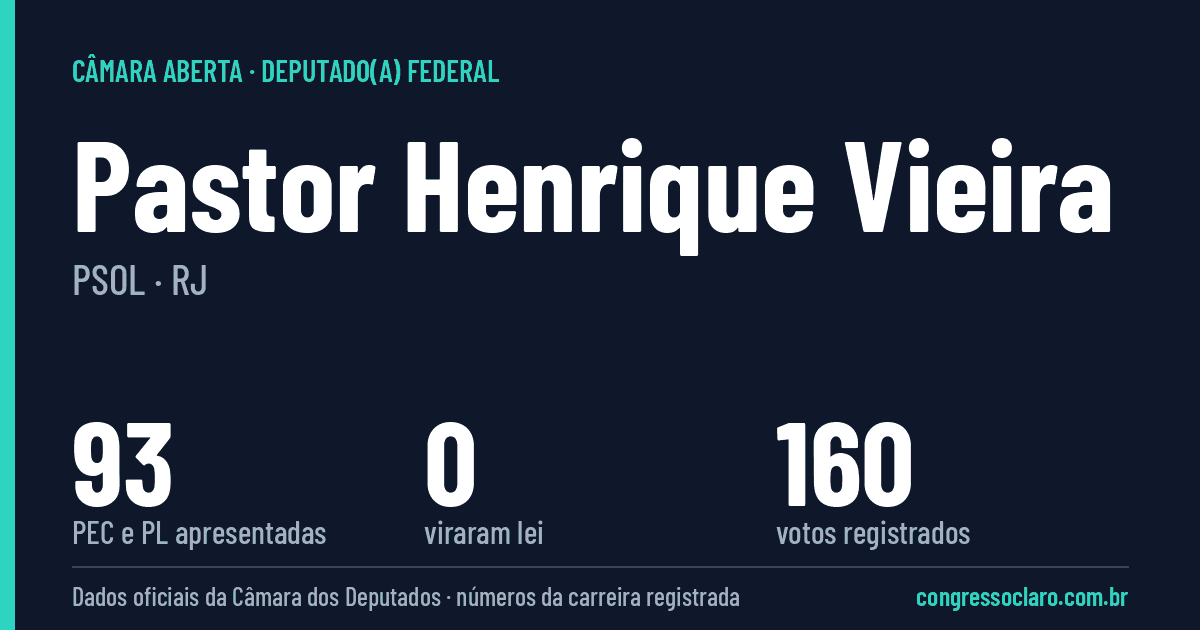 CÂMARA ABERTA · DEPUTADO(A) FEDERAL
Pastor Henrique Vieira
PSOL · RJ
93 0 160
PEC e PL apresentadas viraram lei votos registrados
Dados oficiais da Câmara dos Deputados · números da carreira registrada congressoclaro.com.br